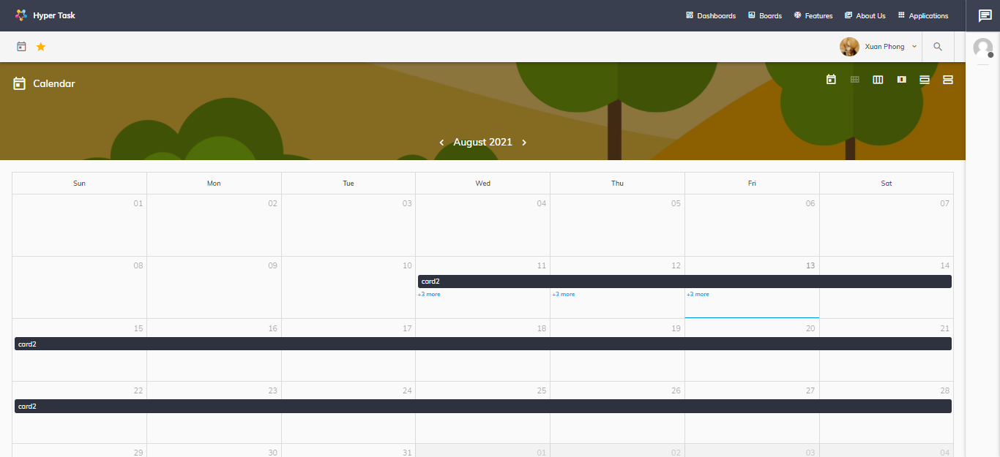 Hyper Task Dashboards Boards Features About Us Applications
Xuan Phong
Calendar
August 2021
Sun Mon Tue Wed Thu Fri Sat
01 02 03 04 05 06 07
08 09 10 11 12 13 14
card2
+3 more +3 more +3 more
15 16 17 18 19 20 21
card2
22 23 24 25 26 27 28
card2
29 30 31 01 02 03 04